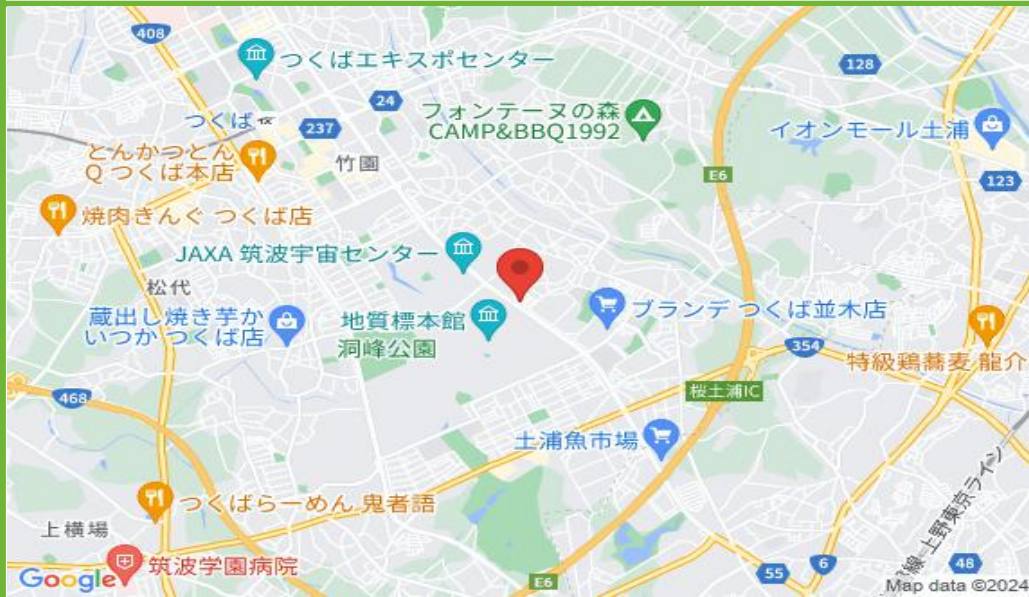 408
つくばエキスポセンター
128
24
フォンテーヌの森
CAMP&BBQ1992
つくば
237
イオンモール土浦
とんかつとん
Q つくば本店
竹園
E6
123
焼肉きんぐ つくば店
JAXA 筑波宇宙センター
松代
蔵出し焼き芋か
いつか つくば店
地質標本館
洞峰公園
ブランデ つくば並木店
354
特級鶏蕎麦 龍介
468
桜土浦IC
土浦魚市場
つくばらーめん 鬼者語
上横場
筑波学園病院
線-上野東京ライン
Google
E6
55
6
48
Map data ©2024